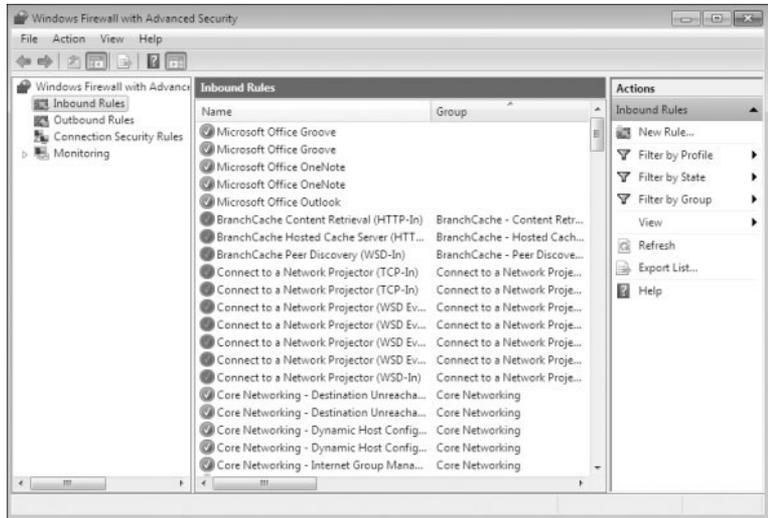 Windows Firewall with Advanced Security
File Action View Help
Windows Firewall with Advance
Inbound Rules
Outbound Rules
Connection Security Rules
Monitoring
Inbound Rules
Name Group
Microsoft Office Groove
Microsoft Office Groove
Microsoft Office OneNote
Microsoft Office OneNote
Microsoft Office Outlook
BranchCache Content Retrieval (HTTP-In) BranchCache - Content Retr...
BranchCache Hosted Cache Server (HTT... BranchCache - Hosted Cach...
BranchCache Peer Discovery (WSD-In) BranchCache - Peer Discove...
Connect to a Network Projector (TCP-In) Connect to a Network Proje...
Connect to a Network Projector (TCP-In) Connect to a Network Proje...
Connect to a Network Projector (WSD Ev... Connect to a Network Proje...
Connect to a Network Projector (WSD Ev... Connect to a Network Proje...
Connect to a Network Projector (WSD Ev... Connect to a Network Proje...
Connect to a Network Projector (WSD Ev... Connect to a Network Proje...
Connect to a Network Projector (WSD-In) Connect to a Network Proje...
Core Networking - Destination Unreacha... Core Networking
Core Networking - Destination Unreacha... Core Networking
Core Networking - Dynamic Host Config... Core Networking
Core Networking - Dynamic Host Config... Core Networking
Core Networking - Internet Group Mana... Core Networking
Actions
Inbound Rules
New Rule...
Filter by Profile
Filter by State
Filter by Group
View
Refresh
Export List...
Help